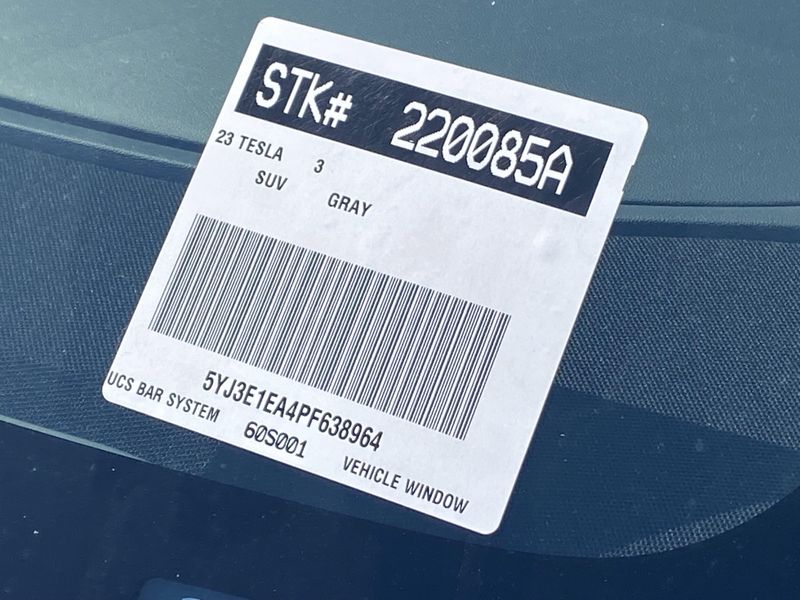 STK# 220085A
23 TESLA 3
SUV GRAY
5YJ3E1EA4PF638964
UCS BAR SYSTEM 60S001 VEHICLE WINDOW